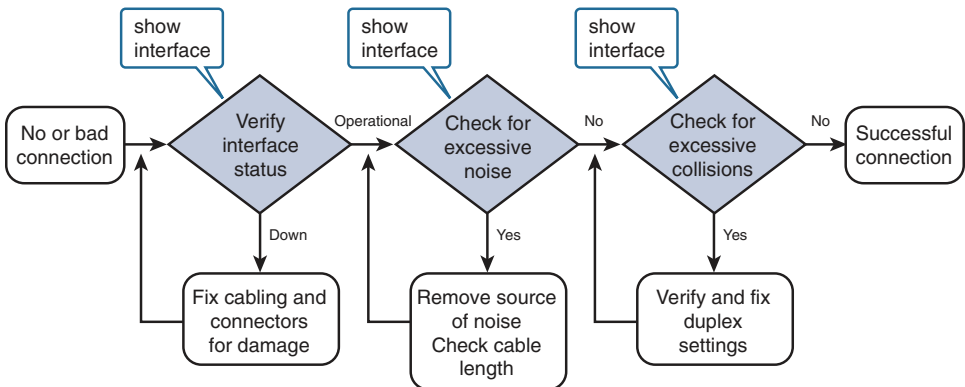 show
interface
show
interface
show
interface
No or bad
connection
Verify
interface
status
Operational
Check for
excessive
noise
No
Check for
excessive
collisions
No
Successful
connection
Down
Yes
Yes
Fix cabling and
connectors
for damage
Remove source
of noise
Check cable
length
Verify and fix
duplex
settings